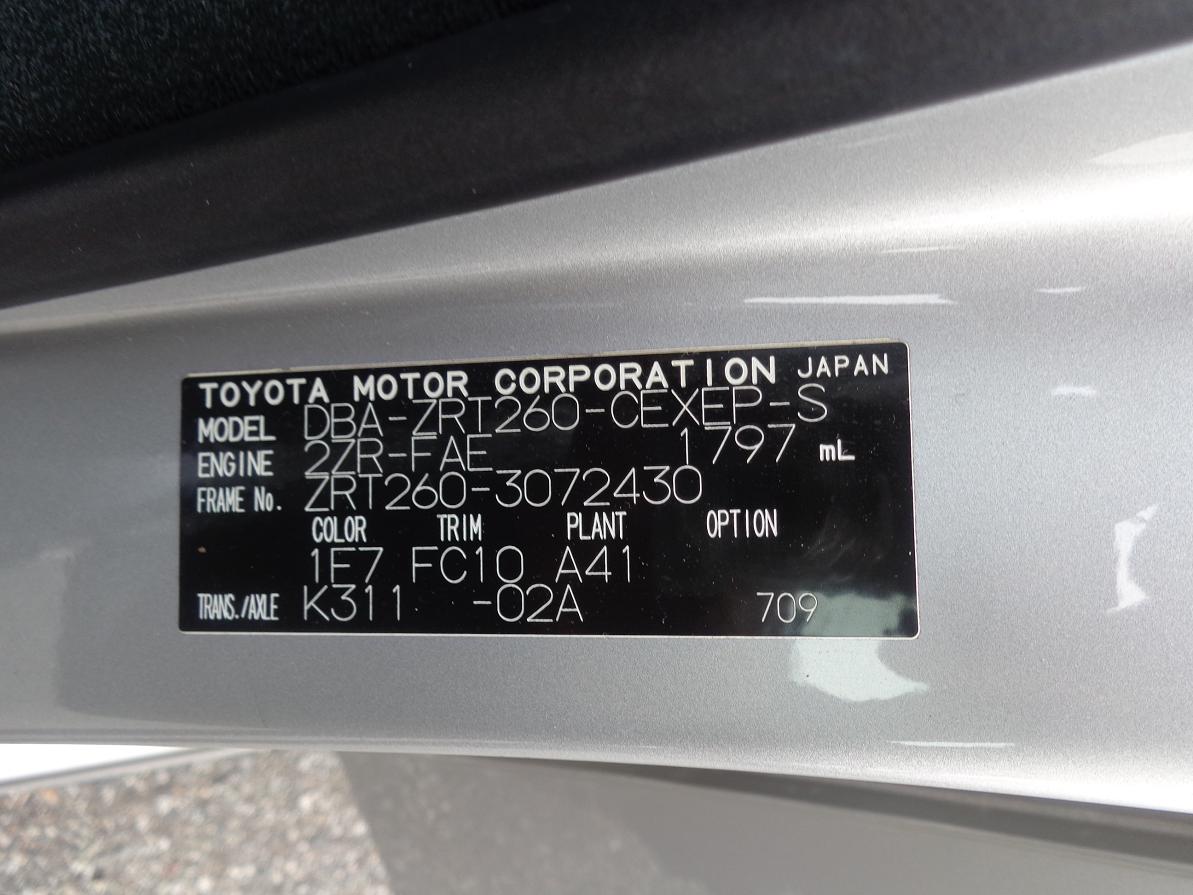 TOYOTA MOTOR CORPORATION JAPAN
MODEL DBA-ZRT260-CEXEP-S
ENGINE 2ZR-FAE 1797 mL
FRAME No. ZRT260-3072430
COLOR TRIM PLANT OPTION
1E7 FC10 A41
TRANS./AXLE K311 -02A 709